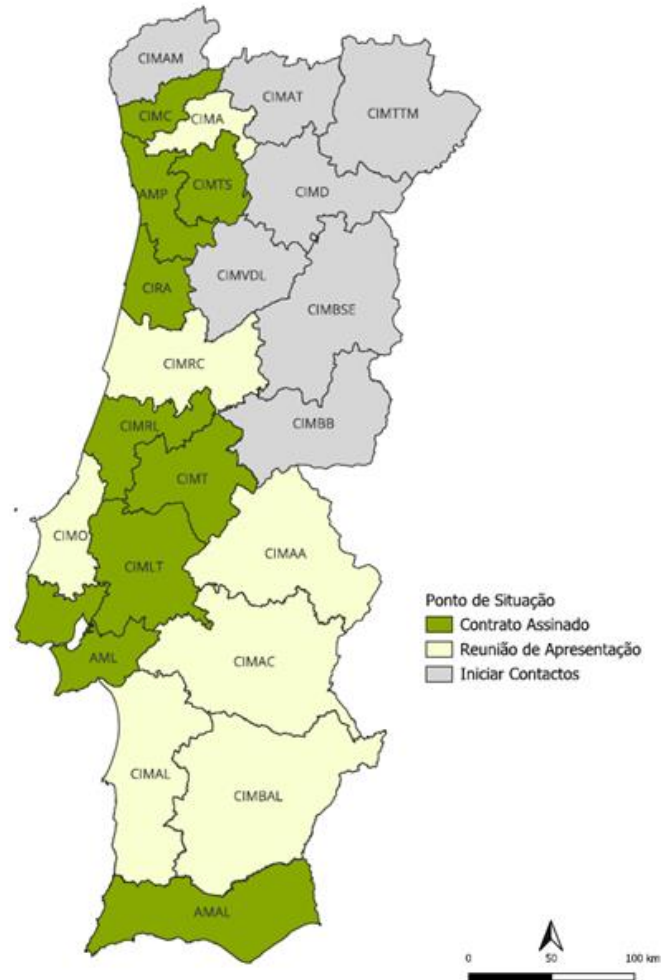 CIMAM
CIMAT
CIMTTM
CIMC
CIMA
AMP
CIMTS
CIMD
CIRA
CIMVDL
CIMBSE
CIMRC
CIMRL
CIMBB
CIMT
CIMO
CIMLT
CIMAA
AML
CIMAC
CIMAL
CIMBAL
AMAL
Ponto de Situação
Contrato Assinado
Reunião de Apresentação
Iniciar Contactos
0 50 100 km